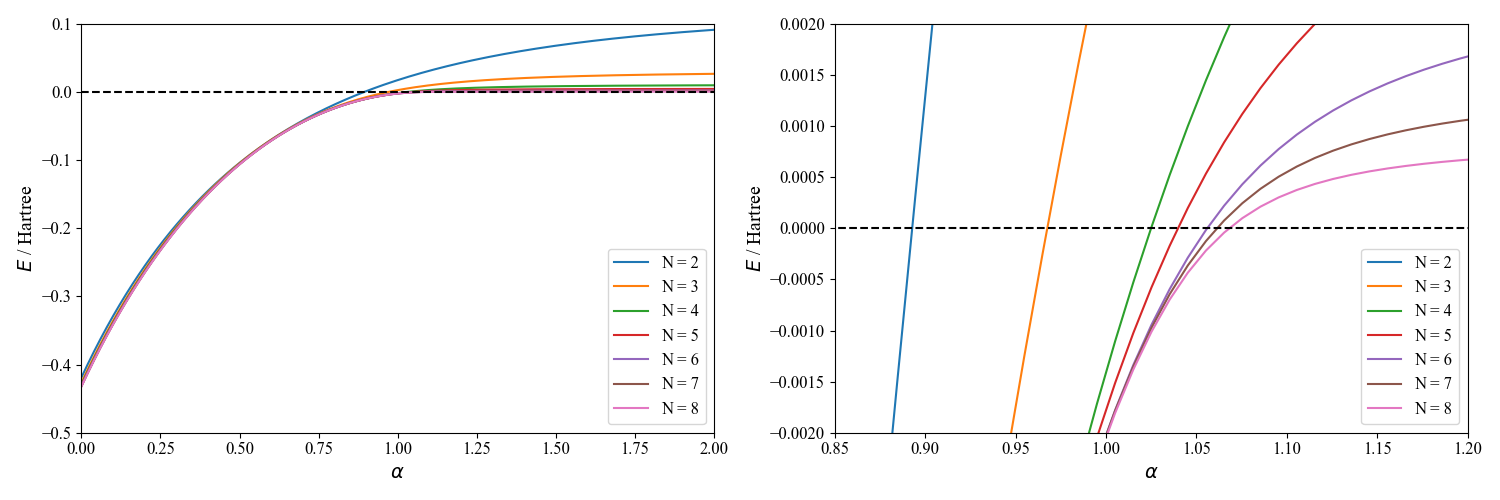 0.1
0.0
−0.1
−0.2
−0.3
−0.4
−0.5
E / Hartree
0.00
0.25
0.50
0.75
1.00
1.25
1.50
1.75
2.00
α
N = 2
N = 3
N = 4
N = 5
N = 6
N = 7
N = 8
0.0020
0.0015
0.0010
0.0005
0.0000
−0.0005
−0.0010
−0.0015
−0.0020
E / Hartree
0.85
0.90
0.95
1.00
1.05
1.10
1.15
1.20
α
N = 2
N = 3
N = 4
N = 5
N = 6
N = 7
N = 8